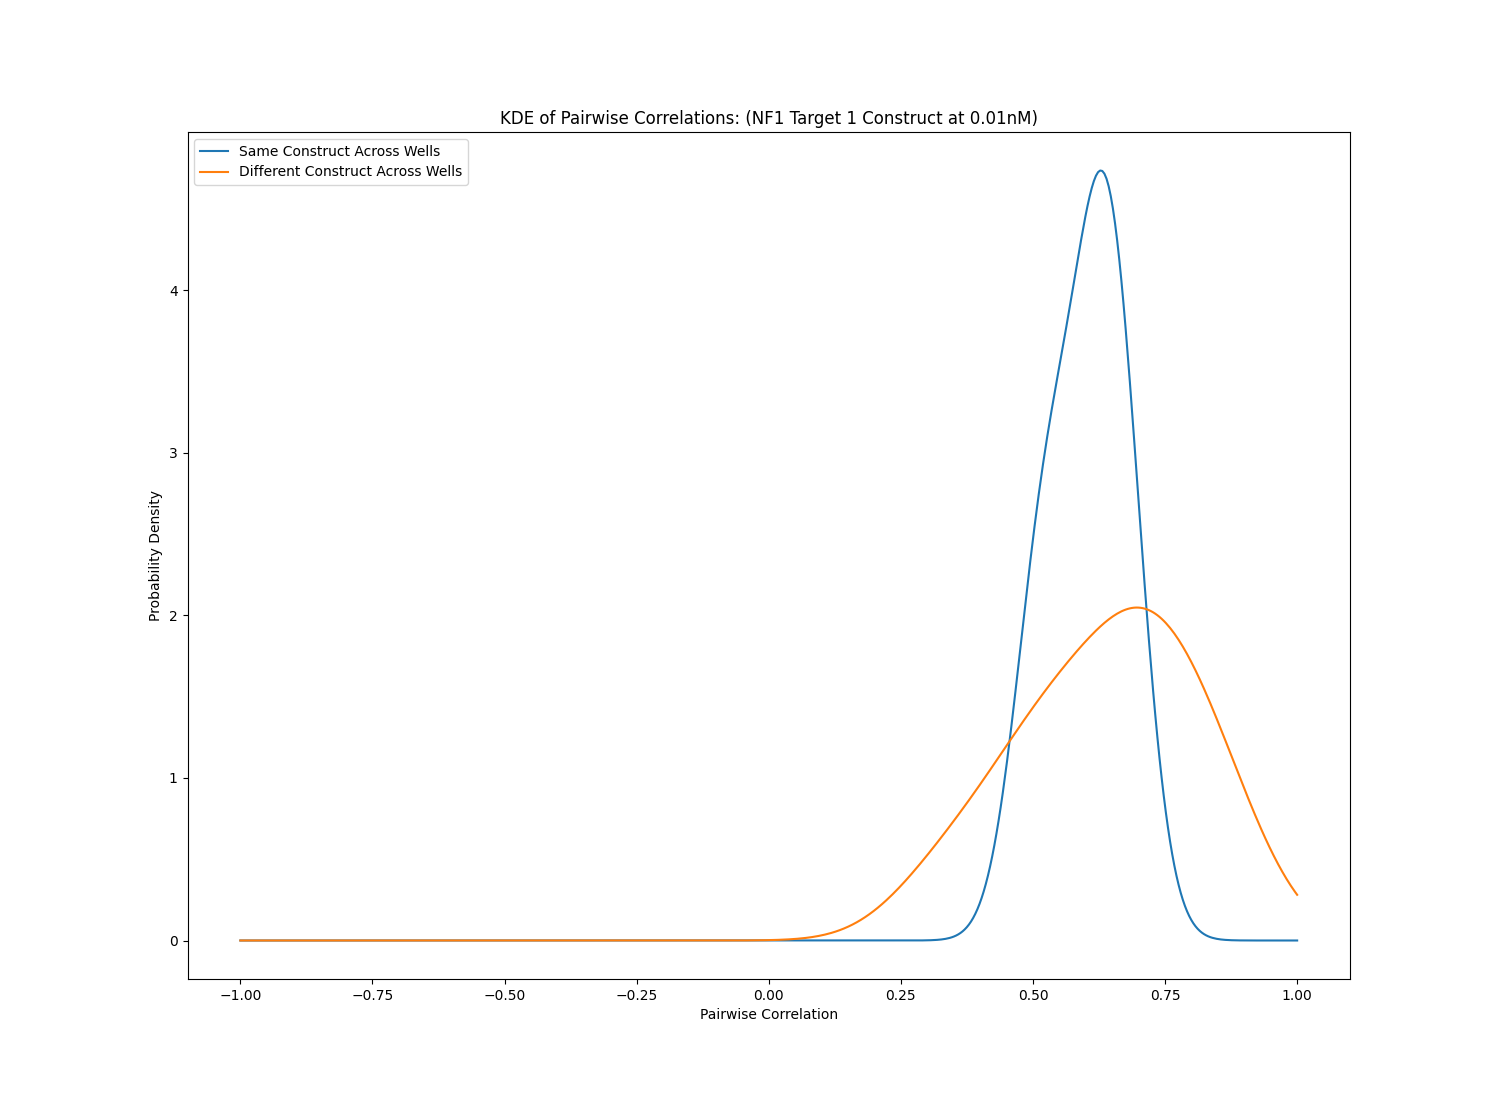 KDE of Pairwise Correlations: (NF1 Target 1 Construct at 0.01nM)
Same Construct Across Wells
Different Construct Across Wells
Probability Density
4
3
2
1
0
−1.00 −0.75 −0.50 −0.25 0.00 0.25 0.50 0.75 1.00
Pairwise Correlation